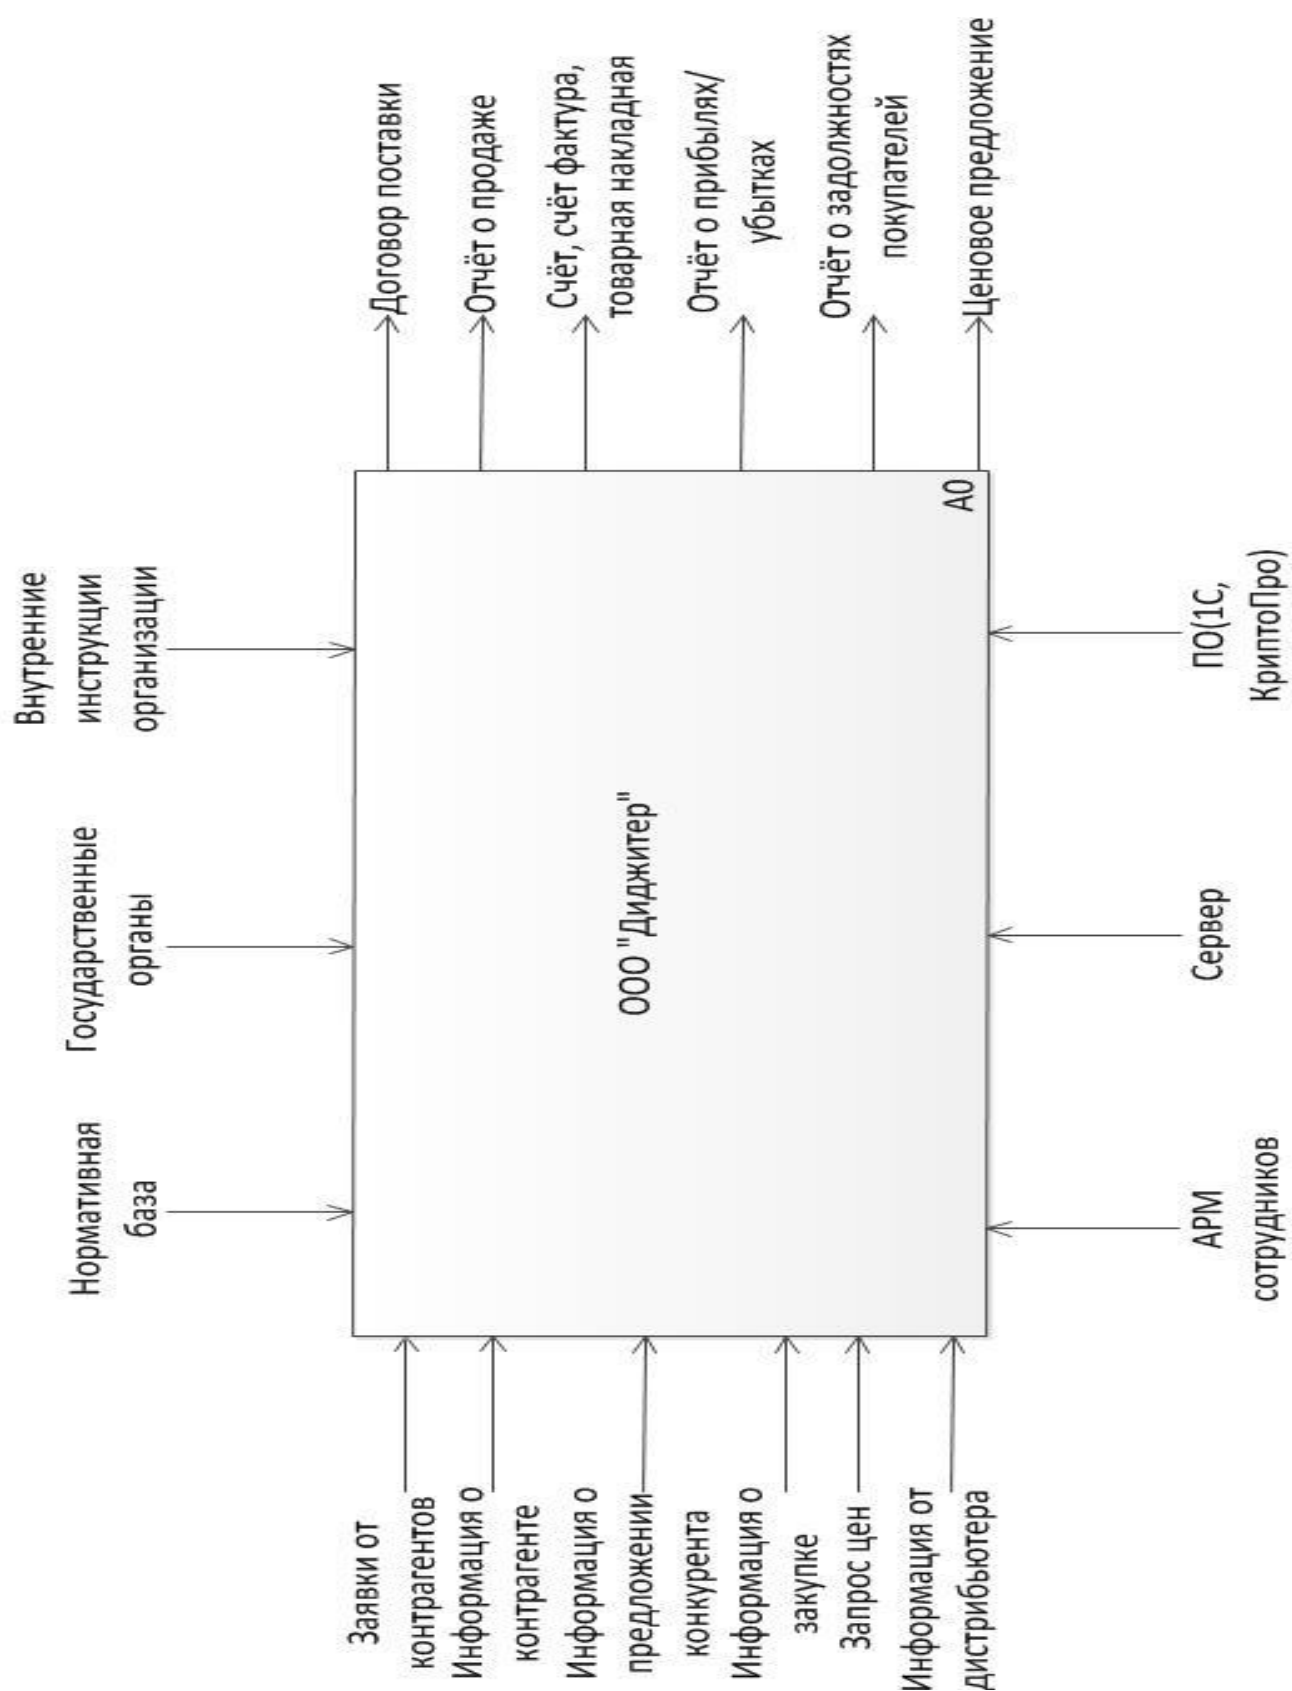 Нормативная
база
Государственные
органы
Внутренние
инструкции
организации
Заявки от
контрагентов
Информация о
контрагенте
Информация о
предложении
конкурента
Информация о
закупке
Запрос цен
Информация от
дистрибьютера
ООО "Диджитер"
А0
Договор поставки
Отчёт о продаже
Счёт, счёт фактура,
товарная накладная
Отчёт о прибылях/
убытках
Отчёт о задолжностях
покупателей
Ценовое предложение
АРМ
сотрудников
Сервер
ПО(1С,
КриптоПро)